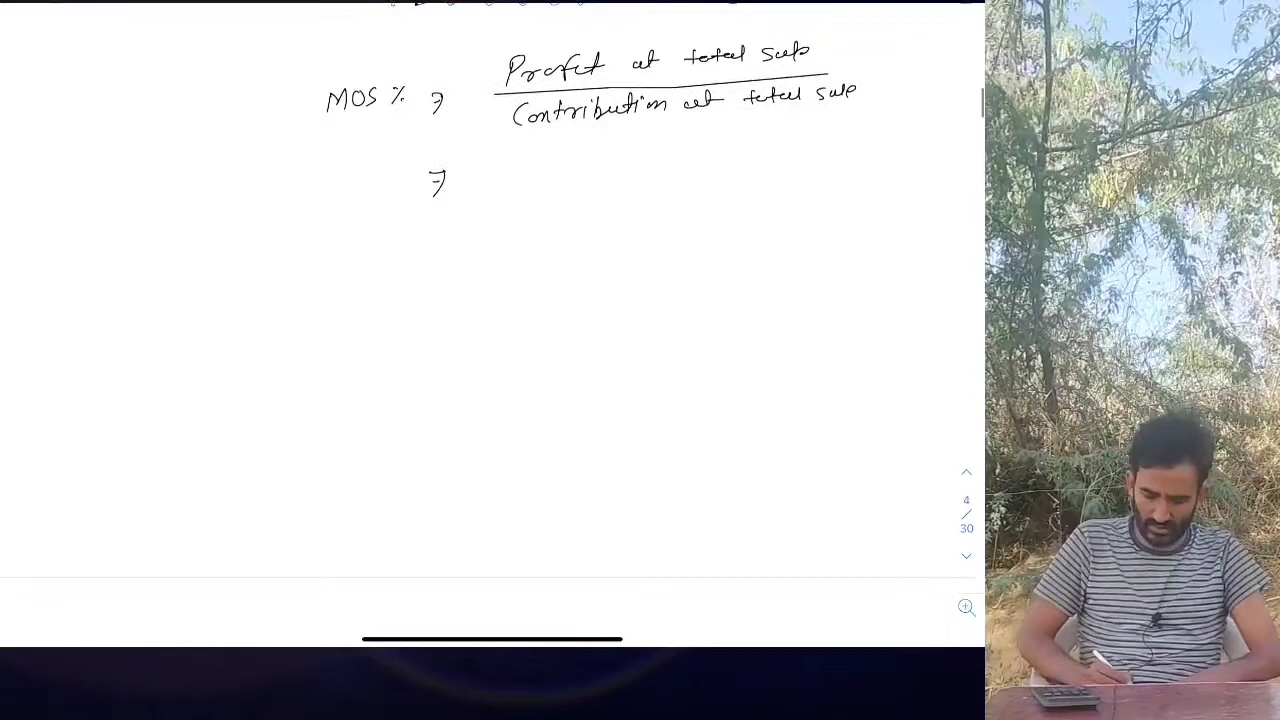 MOS % ⇒ Profit at total sale
Contribution at total sale
⇒
4
/
30